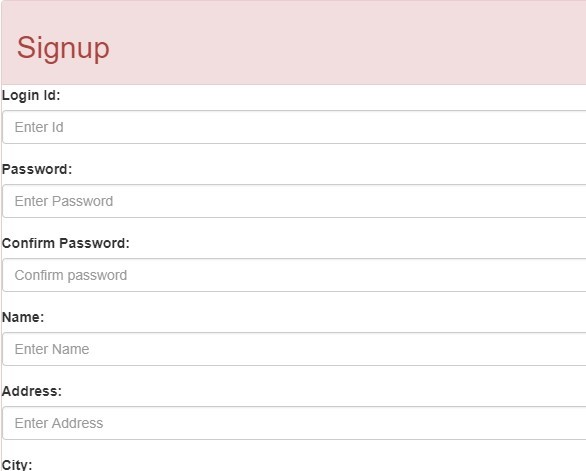 Signup
Login Id:
Enter Id
Password:
Enter Password
Confirm Password:
Confirm password
Name:
Enter Name
Address:
Enter Address
City: